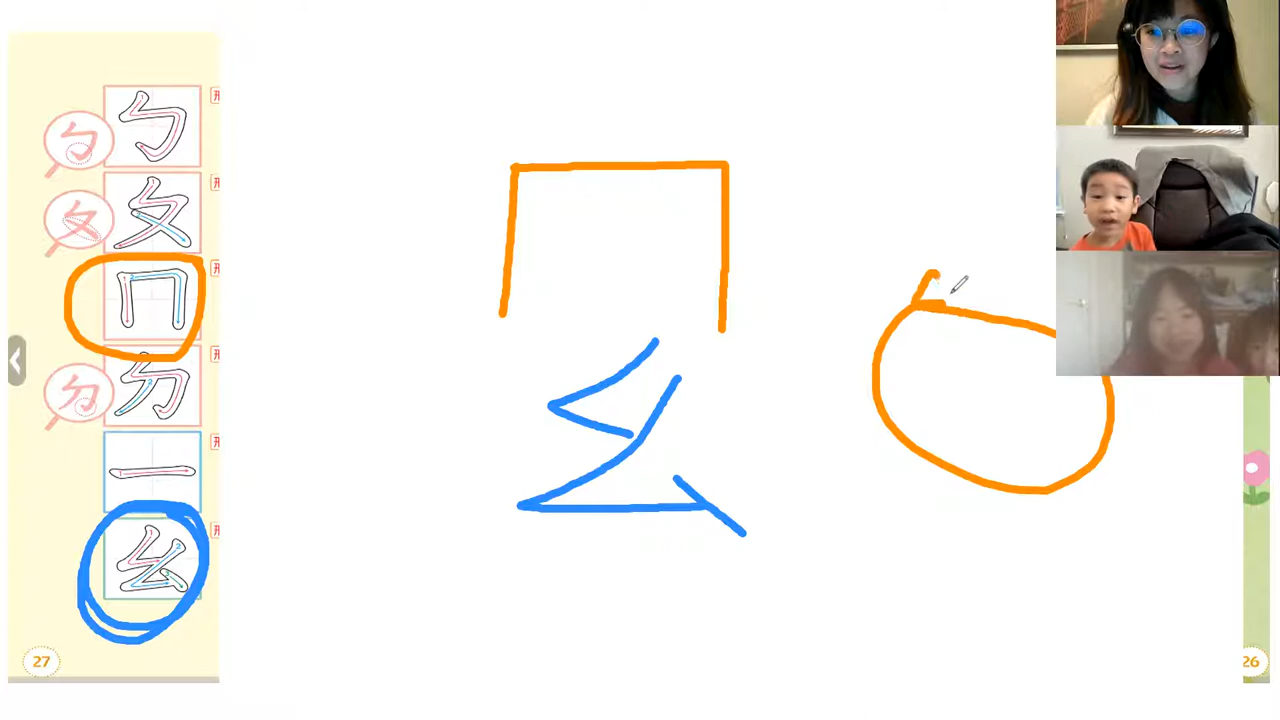 ㄅ ㄅ
ㄆ ㄆ
ㄇ
ㄉ ㄉ
ㄧ
ㄠ
ㄇ
ㄠ
27
26